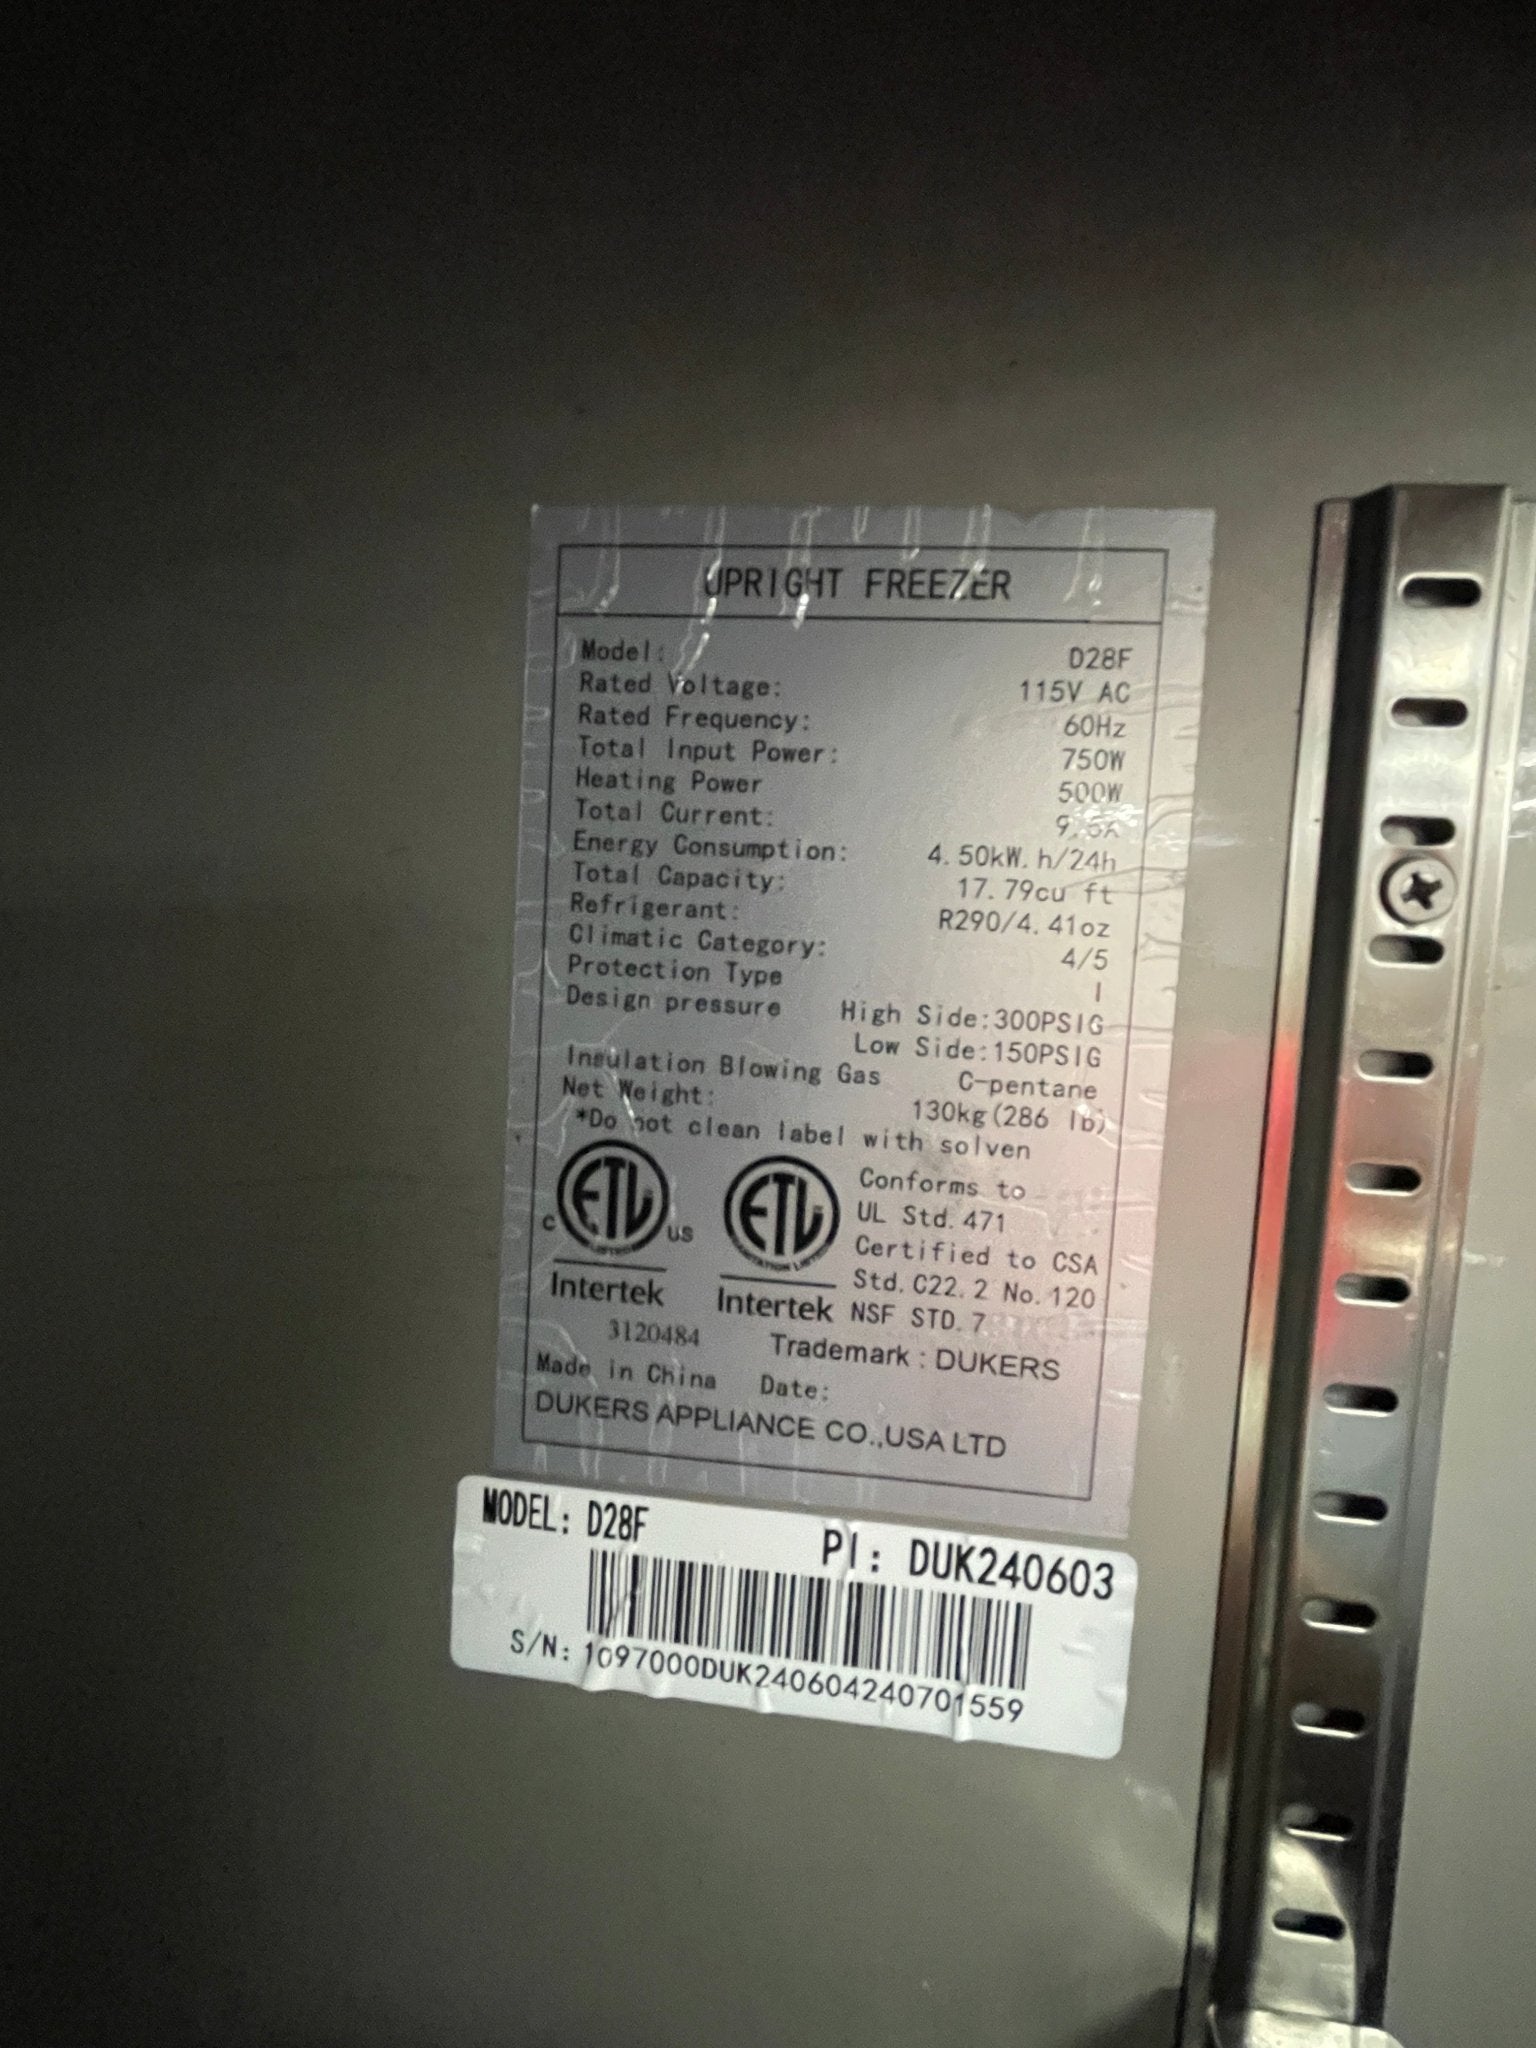 UPRIGHT FREEZER
Model: D28F
Rated Voltage: 115V AC
Rated Frequency: 60Hz
Total Input Power: 750W
Heating Power 500W
Total Current:
Energy Consumption: 4.50kW.h/24h
Total Capacity: 17.79cu ft
Refrigerant: R290/4.41oz
Climatic Category: 4/5
Protection Type I
Design pressure High Side:300PSIG
Low Side:150PSIG
Insulation Blowing Gas C-pentane
Net Weight: 130kg(286 lb)
*Do not clean label with solven
C ETL US
LISTED
Intertek
3120484
ETL
SANITATION LISTED
Intertek
Conforms to
UL Std.471
Certified to CSA
Std.C22.2 No.120
NSF STD.7
Trademark : DUKERS
Made in China Date:
DUKERS APPLIANCE CO.,USA LTD
MODEL: D28F
PI: DUK240603
S/N: 1097000DUK240604240701559